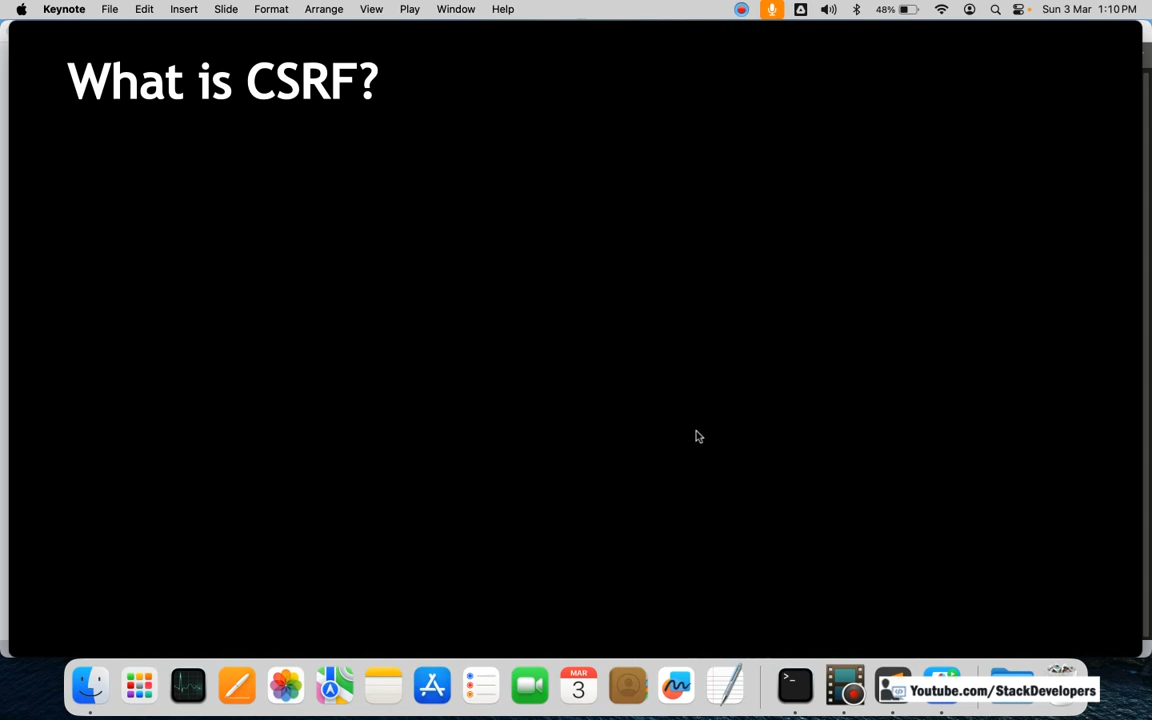 Keynote File Edit Insert Slide Format Arrange View Play Window Help 48% Sun 3 Mar 1:10 PM
What is CSRF?
MAR
3
>_
Youtube.com/StackDevelopers